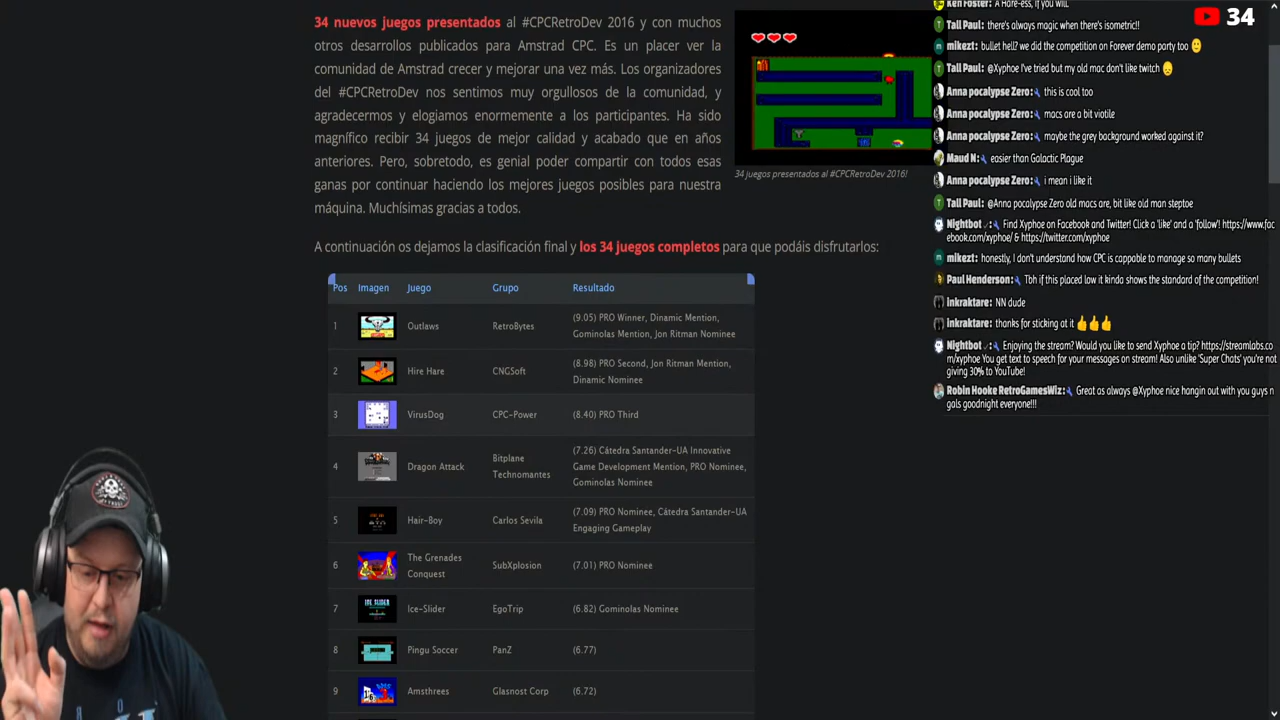 34 nuevos juegos presentados al #CPCRetroDev 2016 y con muchos
otros desarrollos publicados para Amstrad CPC. Es un placer ver la
comunidad de Amstrad crecer y mejorar una vez más. Los organizadores
del #CPCRetroDev nos sentimos muy orgullosos de la comunidad, y
agradecermos y elogiamos enormemente a los participantes. Ha sido
magnífico recibir 34 juegos de mejor calidad y acabado que en años
anteriores. Pero, sobretodo, es genial poder compartir con todos esas
ganas por continuar haciendo los mejores juegos posibles para nuestra
máquina. Muchísimas gracias a todos.
34 juegos presentados al #CPCRetroDev 2016!
A continuación os dejamos la clasificación final y los 34 juegos completos para que podáis disfrutarlos:
Pos Imagen Juego Grupo Resultado
1 Outlaws RetroBytes (9.05) PRO Winner, Dinamic Mention,
Gominolas Mention, Jon Ritman Nominee
2 Hire Hare CNGSoft (8.98) PRO Second, Jon Ritman Mention,
Dinamic Nominee
3 VirusDog CPC-Power (8.40) PRO Third
4 Dragon Attack Bitplane Technomantes (7.26) Cátedra Santander-UA Innovative
Game Development Mention, PRO Nominee,
Gominolas Nominee
5 Hair-Boy Carlos Sevila (7.09) PRO Nominee, Cátedra Santander-UA
Engaging Gameplay
6 The Grenades Conquest SubXplosion (7.01) PRO Nominee
7 Ice-Slider EgoTrip (6.82) Gominolas Nominee
8 Pingu Soccer PanZ (6.77)
9 Amsthrees Glasnost Corp (6.72)
34
Ken Foster: A Hare-ess, if you will.
Tall Paul: there's always magic when there's isometric!!
mikezt: bullet hell? we did the competition on Forever demo party too
Tall Paul: @Xyphoe I've tried but my old mac don't like twitch
Anna pocalypse Zero: this is cool too
Anna pocalypse Zero: macs are a bit viotile
Anna pocalypse Zero: maybe the grey background worked against it?
Maud N: easier than Galactic Plague
Anna pocalypse Zero: i mean i like it
Tall Paul: @Anna pocalypse Zero old macs are, bit like old man steptoe
Nightbot: Find Xyphoe on Facebook and Twitter! Click a 'like' and a 'follow'! https://www.fac
ebook.com/xyphoe/ & https://twitter.com/xyphoe
mikezt: honestly, I don't understand how CPC is cappable to manage so many bullets
Paul Henderson: Tbh if this placed low it kinda shows the standard of the competition!
inkraktare: NN dude
inkraktare: thanks for sticking at it
Nightbot: Enjoying the stream? Would you like to send Xyphoe a tip? https://streamlabs.co
m/xyphoe You get text to speech for your messages on stream! Also unlike 'Super Chats' you're not
giving 30% to YouTube!
Robin Hooke RetroGamesWiz: Great as always @Xyphoe nice hangin out with you guys n
gals goodnight everyone!!!